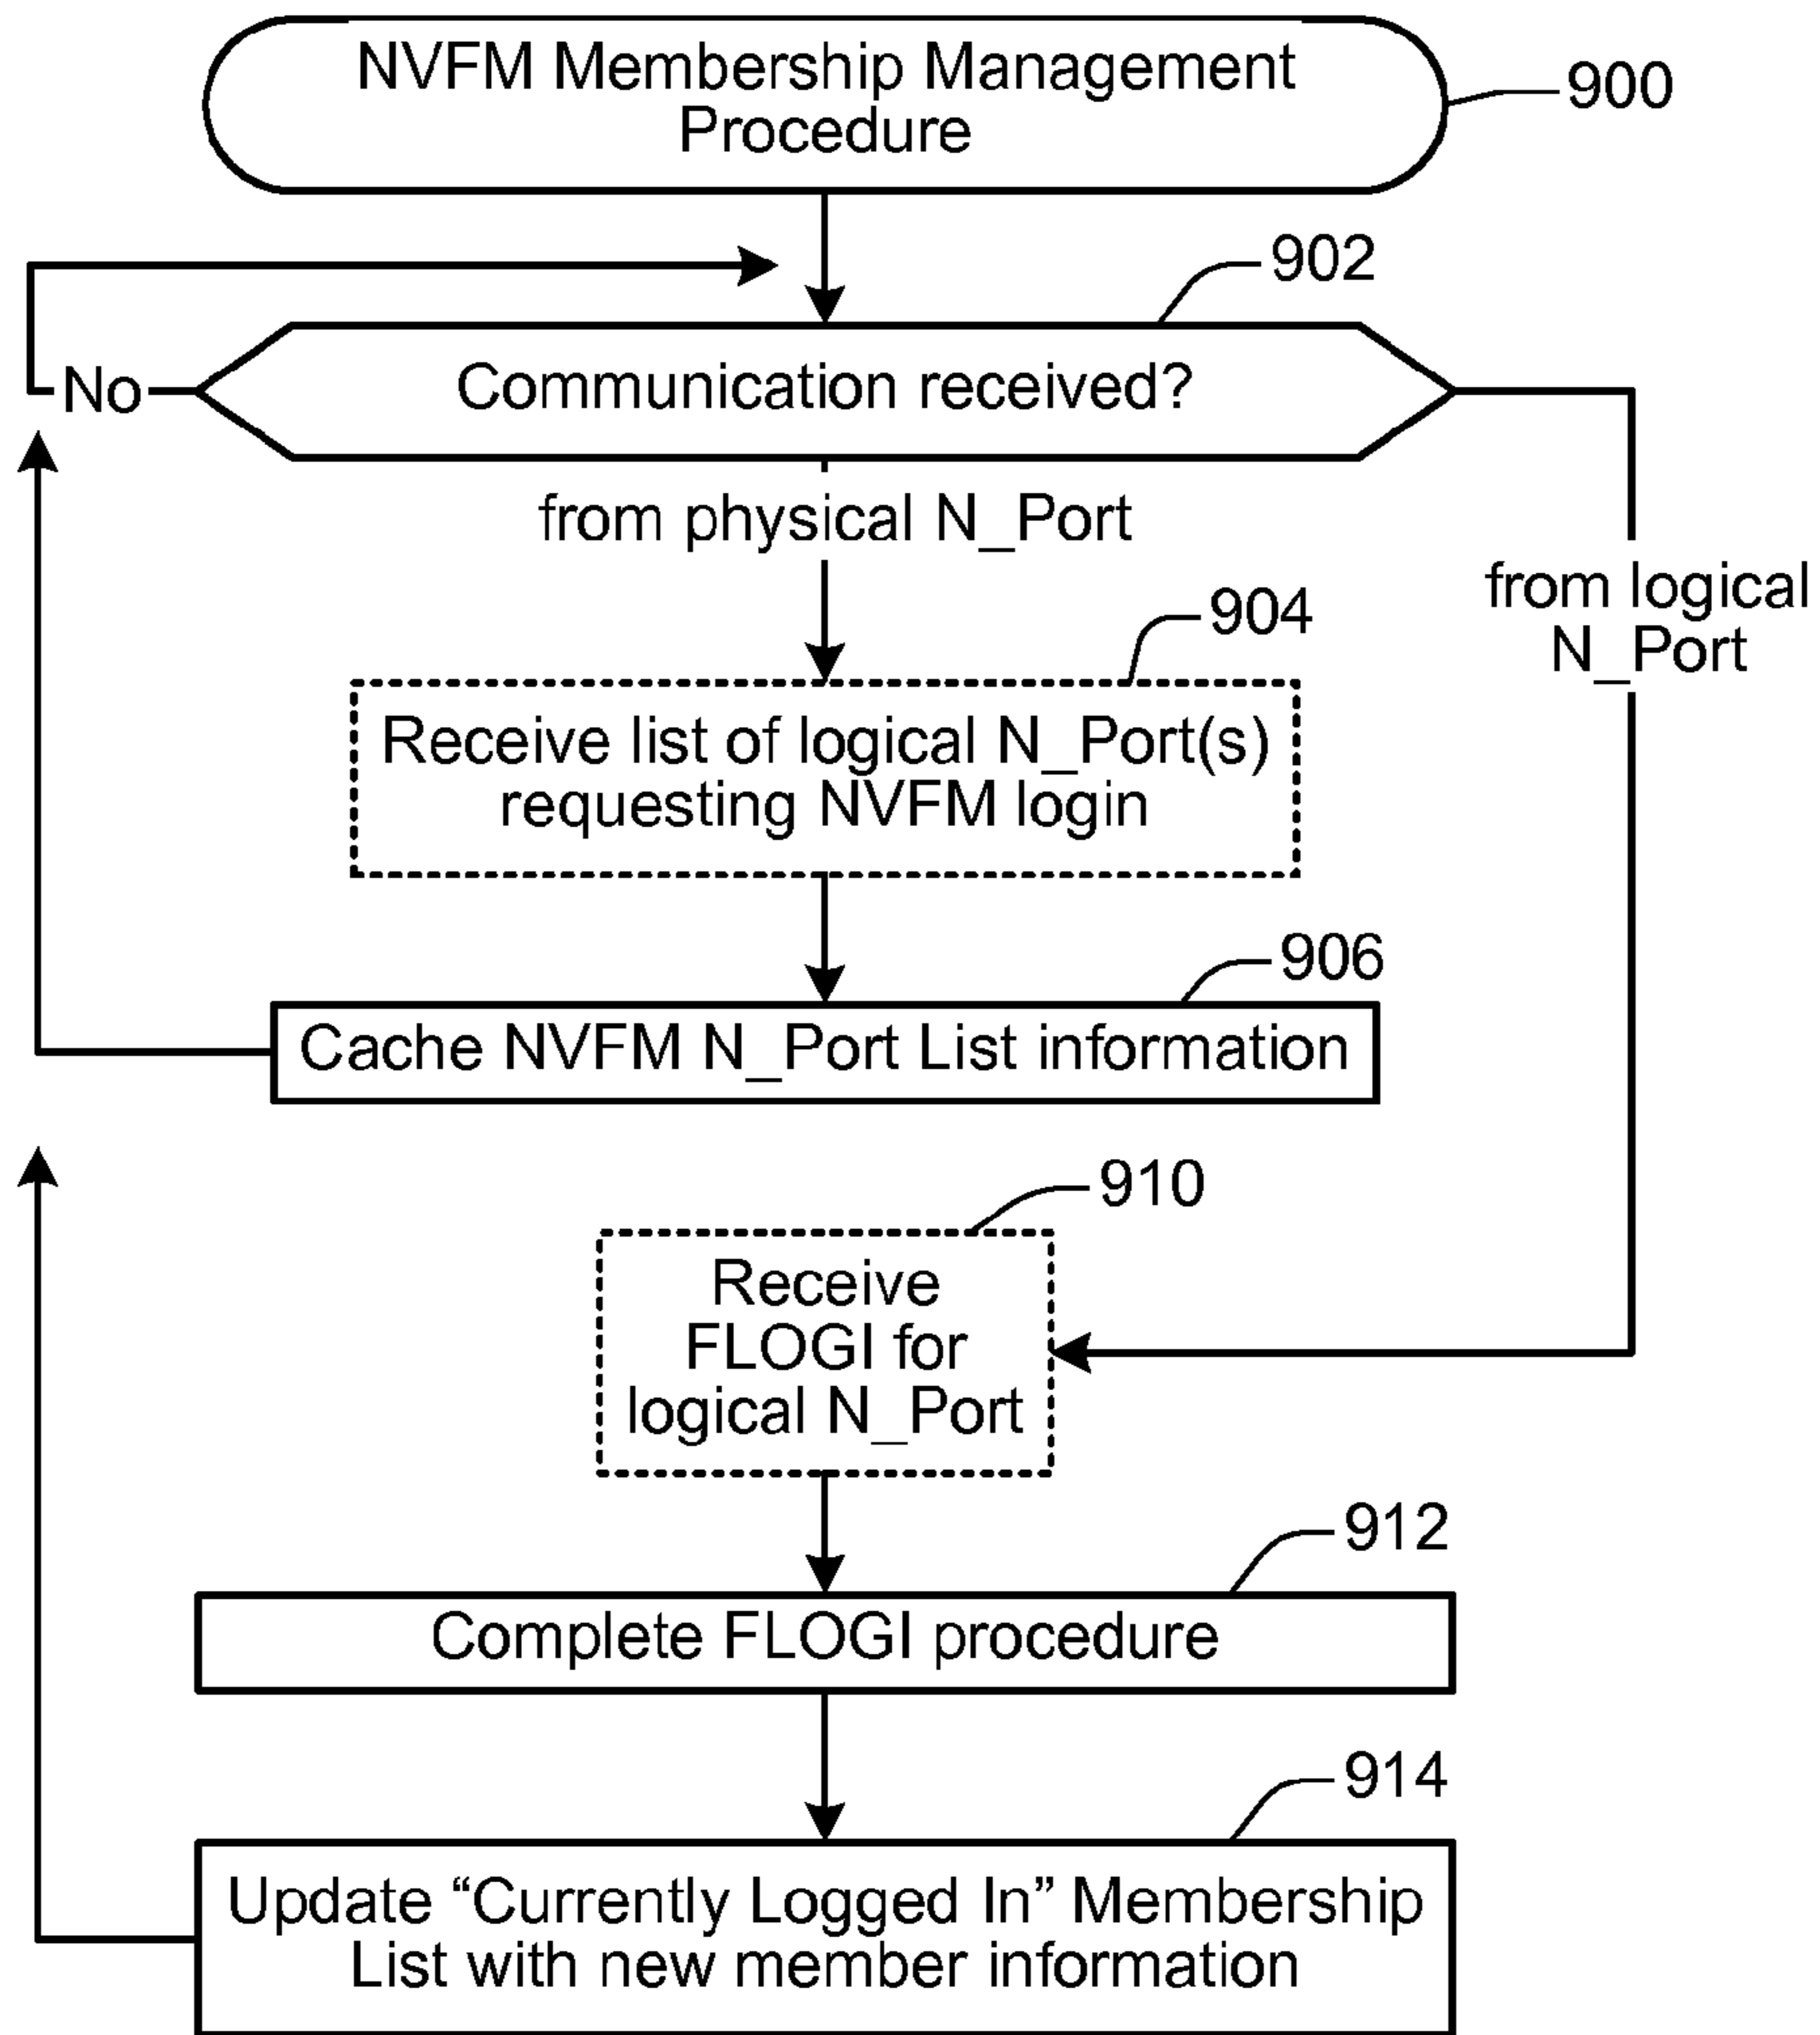 NVFM Membership Management
Procedure
900
902
No
Communication received?
from physical N_Port
from logical
N_Port
904
Receive list of logical N_Port(s)
requesting NVFM login
906
Cache NVFM N_Port List information
910
Receive
FLOGI for
logical N_Port
912
Complete FLOGI procedure
914
Update “Currently Logged In” Membership
List with new member information